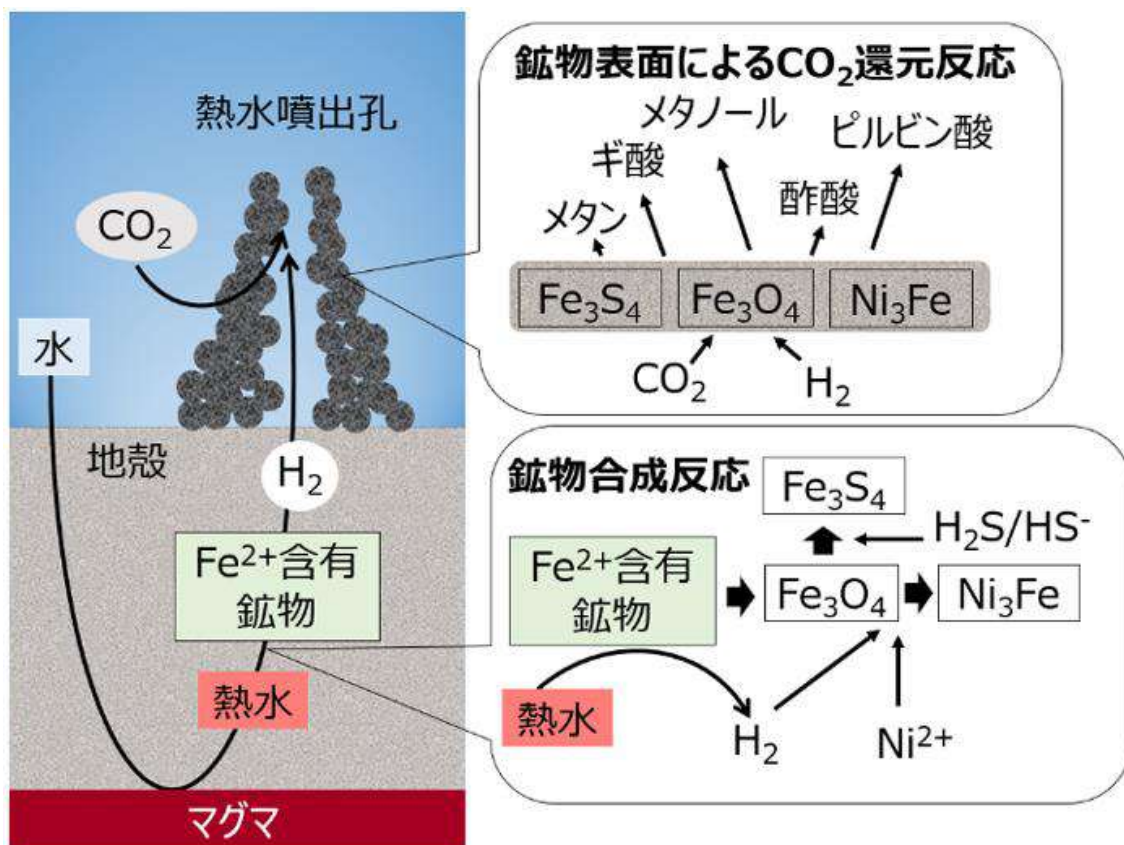 熱水噴出孔
CO₂
水
地殻
H₂
Fe²⁺含有
鉱物
熱水
マグマ
鉱物表面によるCO₂還元反応
メタン
ギ酸
メタノール
酢酸
ピルビン酸
Fe₃S₄
Fe₃O₄
Ni₃Fe
CO₂
H₂
鉱物合成反応
Fe₃S₄
H₂S/HS⁻
Fe²⁺含有
鉱物
Fe₃O₄
Ni₃Fe
熱水
H₂
Ni²⁺